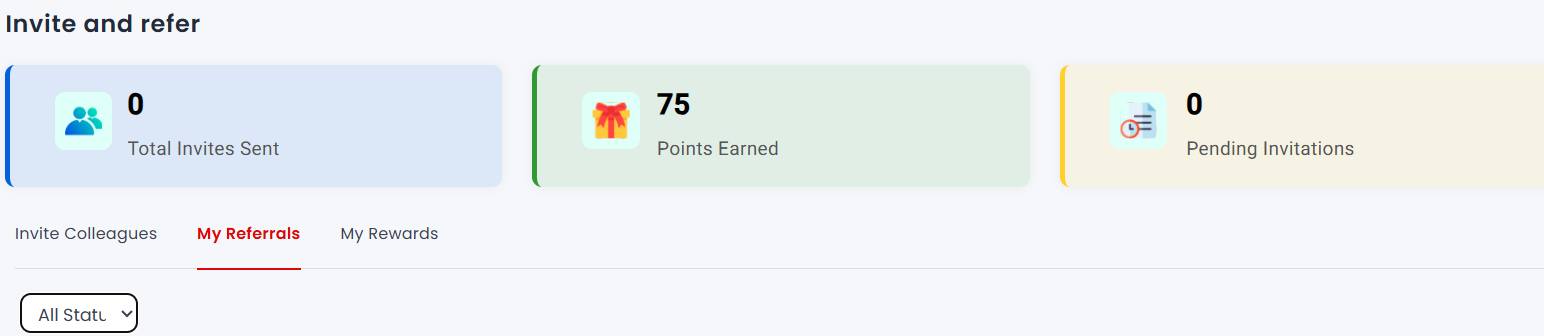 Invite and refer
0
Total Invites Sent
75
Points Earned
0
Pending Invitations
Invite Colleagues My Referrals My Rewards
All Statu